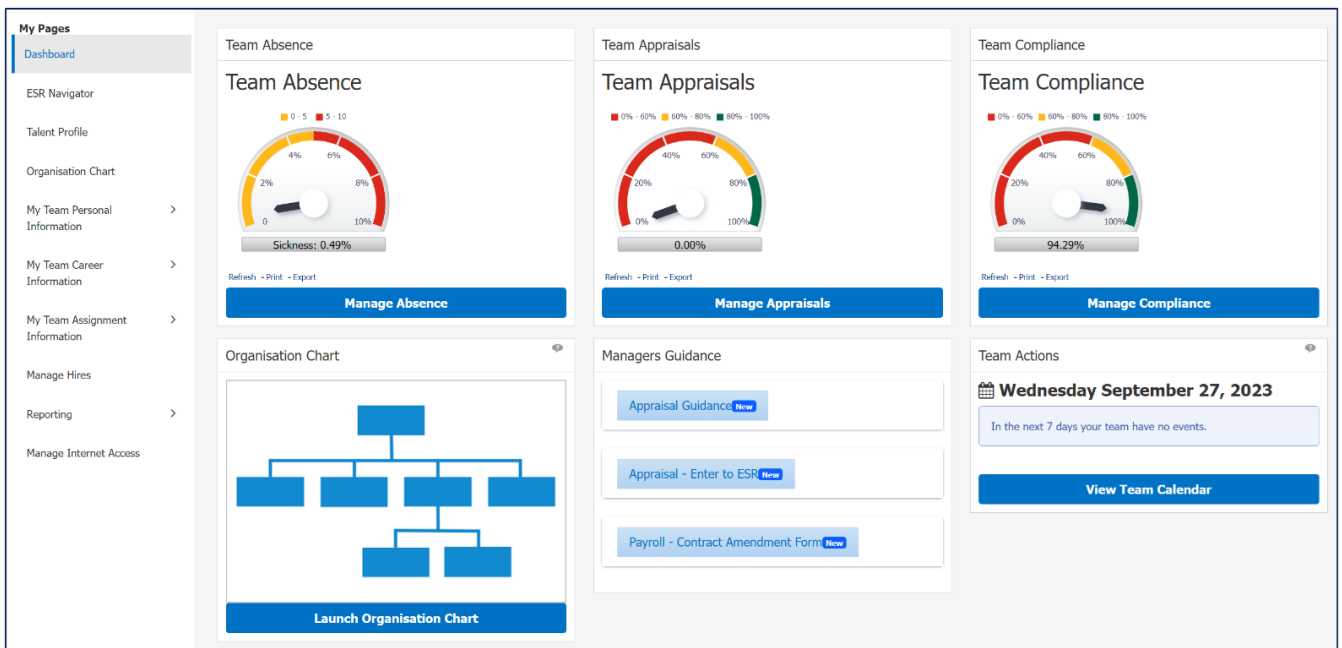 My Pages
Dashboard
ESR Navigator
Talent Profile
Organisation Chart
My Team Personal
Information
My Team Career
Information
My Team Assignment
Information
Manage Hires
Reporting
Manage Internet Access
Team Absence
Team Absence
0 - 5 5 - 10
4% 6%
2% 8%
0 10%
Sickness: 0.49%
Refresh - Print - Export
Manage Absence
Team Appraisals
Team Appraisals
0% - 60% 60% - 80% 80% - 100%
40% 60%
20% 80%
0% 100%
0.00%
Refresh - Print - Export
Manage Appraisals
Team Compliance
Team Compliance
0% - 60% 60% - 80% 80% - 100%
40% 60%
20% 80%
0% 100%
94.29%
Refresh - Print - Export
Manage Compliance
Organisation Chart
Launch Organisation Chart
Managers Guidance
Appraisal Guidance New
Appraisal - Enter to ESR New
Payroll - Contract Amendment Form New
Team Actions
Wednesday September 27, 2023
In the next 7 days your team have no events.
View Team Calendar